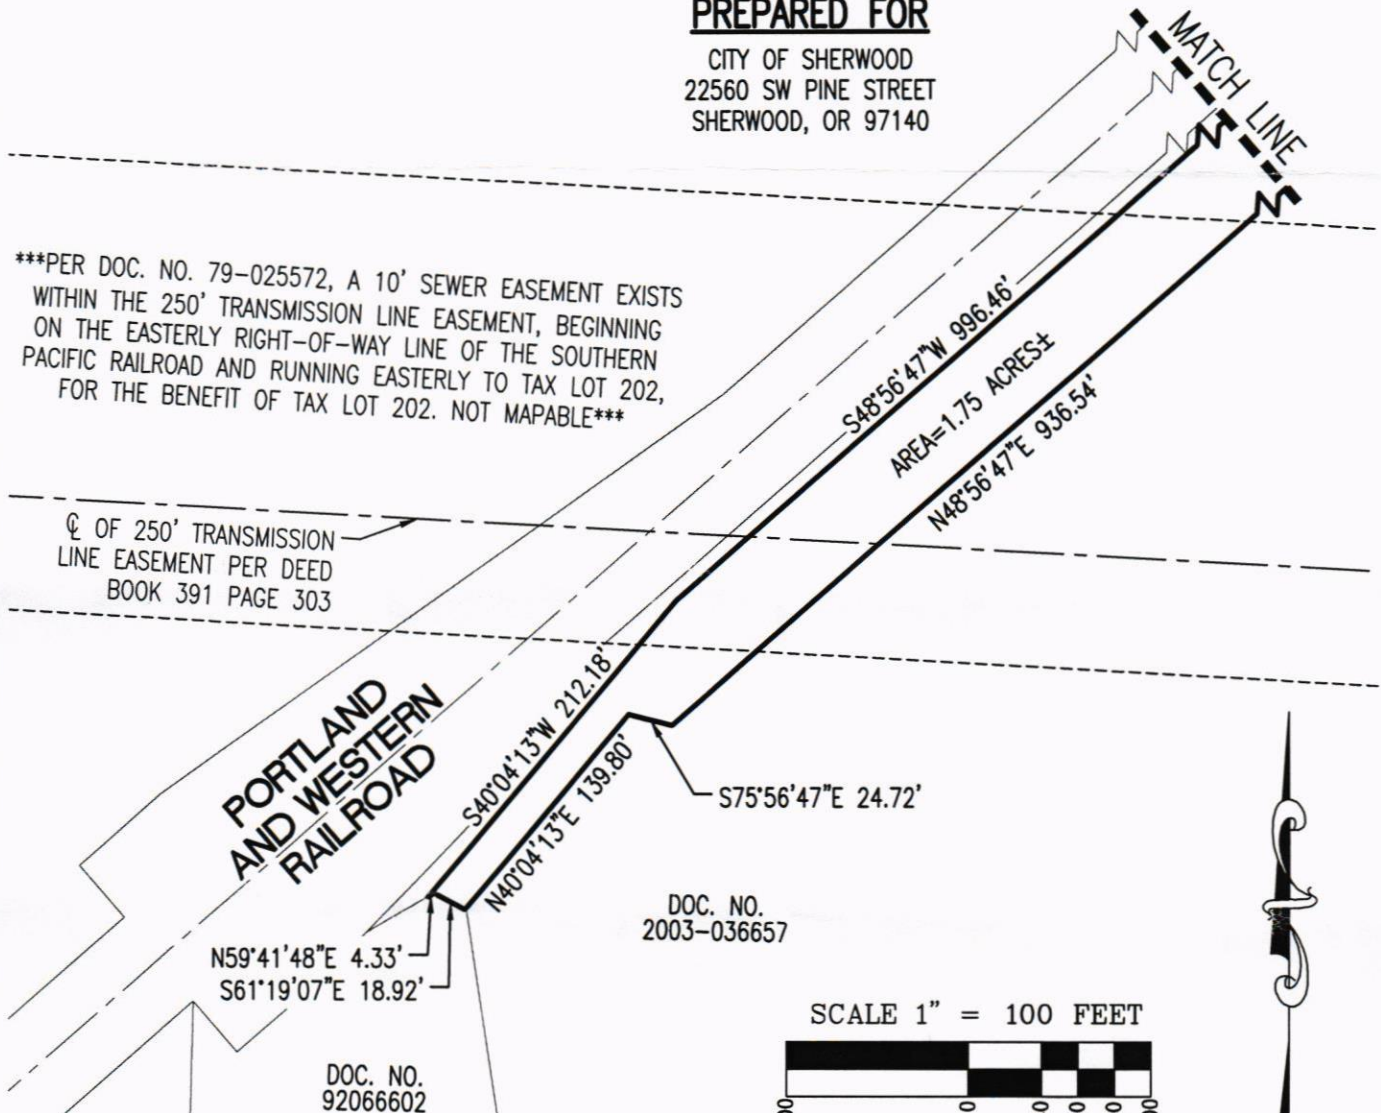 PREPARED FOR
CITY OF SHERWOOD
22560 SW PINE STREET
SHERWOOD, OR 97140
MATCH LINE
***PER DOC. NO. 79-025572, A 10' SEWER EASEMENT EXISTS
WITHIN THE 250' TRANSMISSION LINE EASEMENT, BEGINNING
ON THE EASTERLY RIGHT-OF-WAY LINE OF THE SOUTHERN
PACIFIC RAILROAD AND RUNNING EASTERLY TO TAX LOT 202,
FOR THE BENEFIT OF TAX LOT 202. NOT MAPABLE***
S48°56'47"W 996.46'
AREA=1.75 ACRES±
N48°56'47"E 936.54'
℄ OF 250' TRANSMISSION
LINE EASEMENT PER DEED
BOOK 391 PAGE 303
PORTLAND
AND WESTERN
RAILROAD
S40°04'13"W 212.18'
N40°04'13"E 139.80'
S75°56'47"E 24.72'
DOC. NO.
2003-036657
N59°41'48"E 4.33'
S61°19'07"E 18.92'
SCALE 1" = 100 FEET
DOC. NO.
92066602